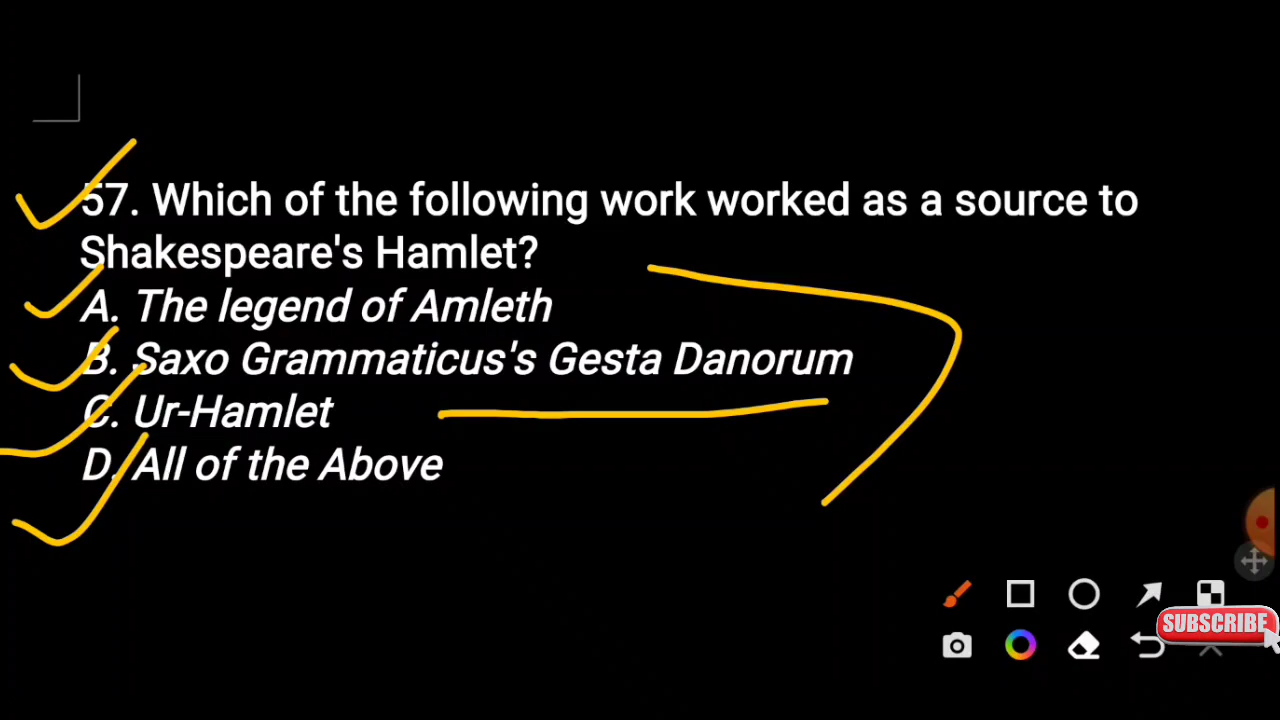 57. Which of the following work worked as a source to
Shakespeare's Hamlet?
A. The legend of Amleth
B. Saxo Grammaticus's Gesta Danorum
C. Ur-Hamlet
D. All of the Above
SUBSCRIBE